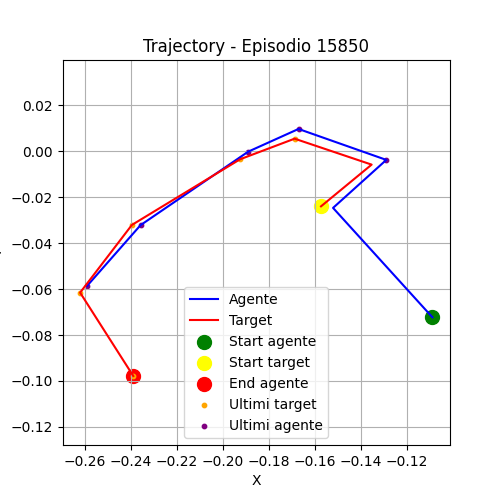 Trajectory - Episodio 15850
0.02
0.00
−0.02
−0.04
−0.06
−0.08
−0.10
−0.12
Agente
Target
Start agente
Start target
End agente
Ultimi target
Ultimi agente
−0.26 −0.24 −0.22 −0.20 −0.18 −0.16 −0.14 −0.12
X